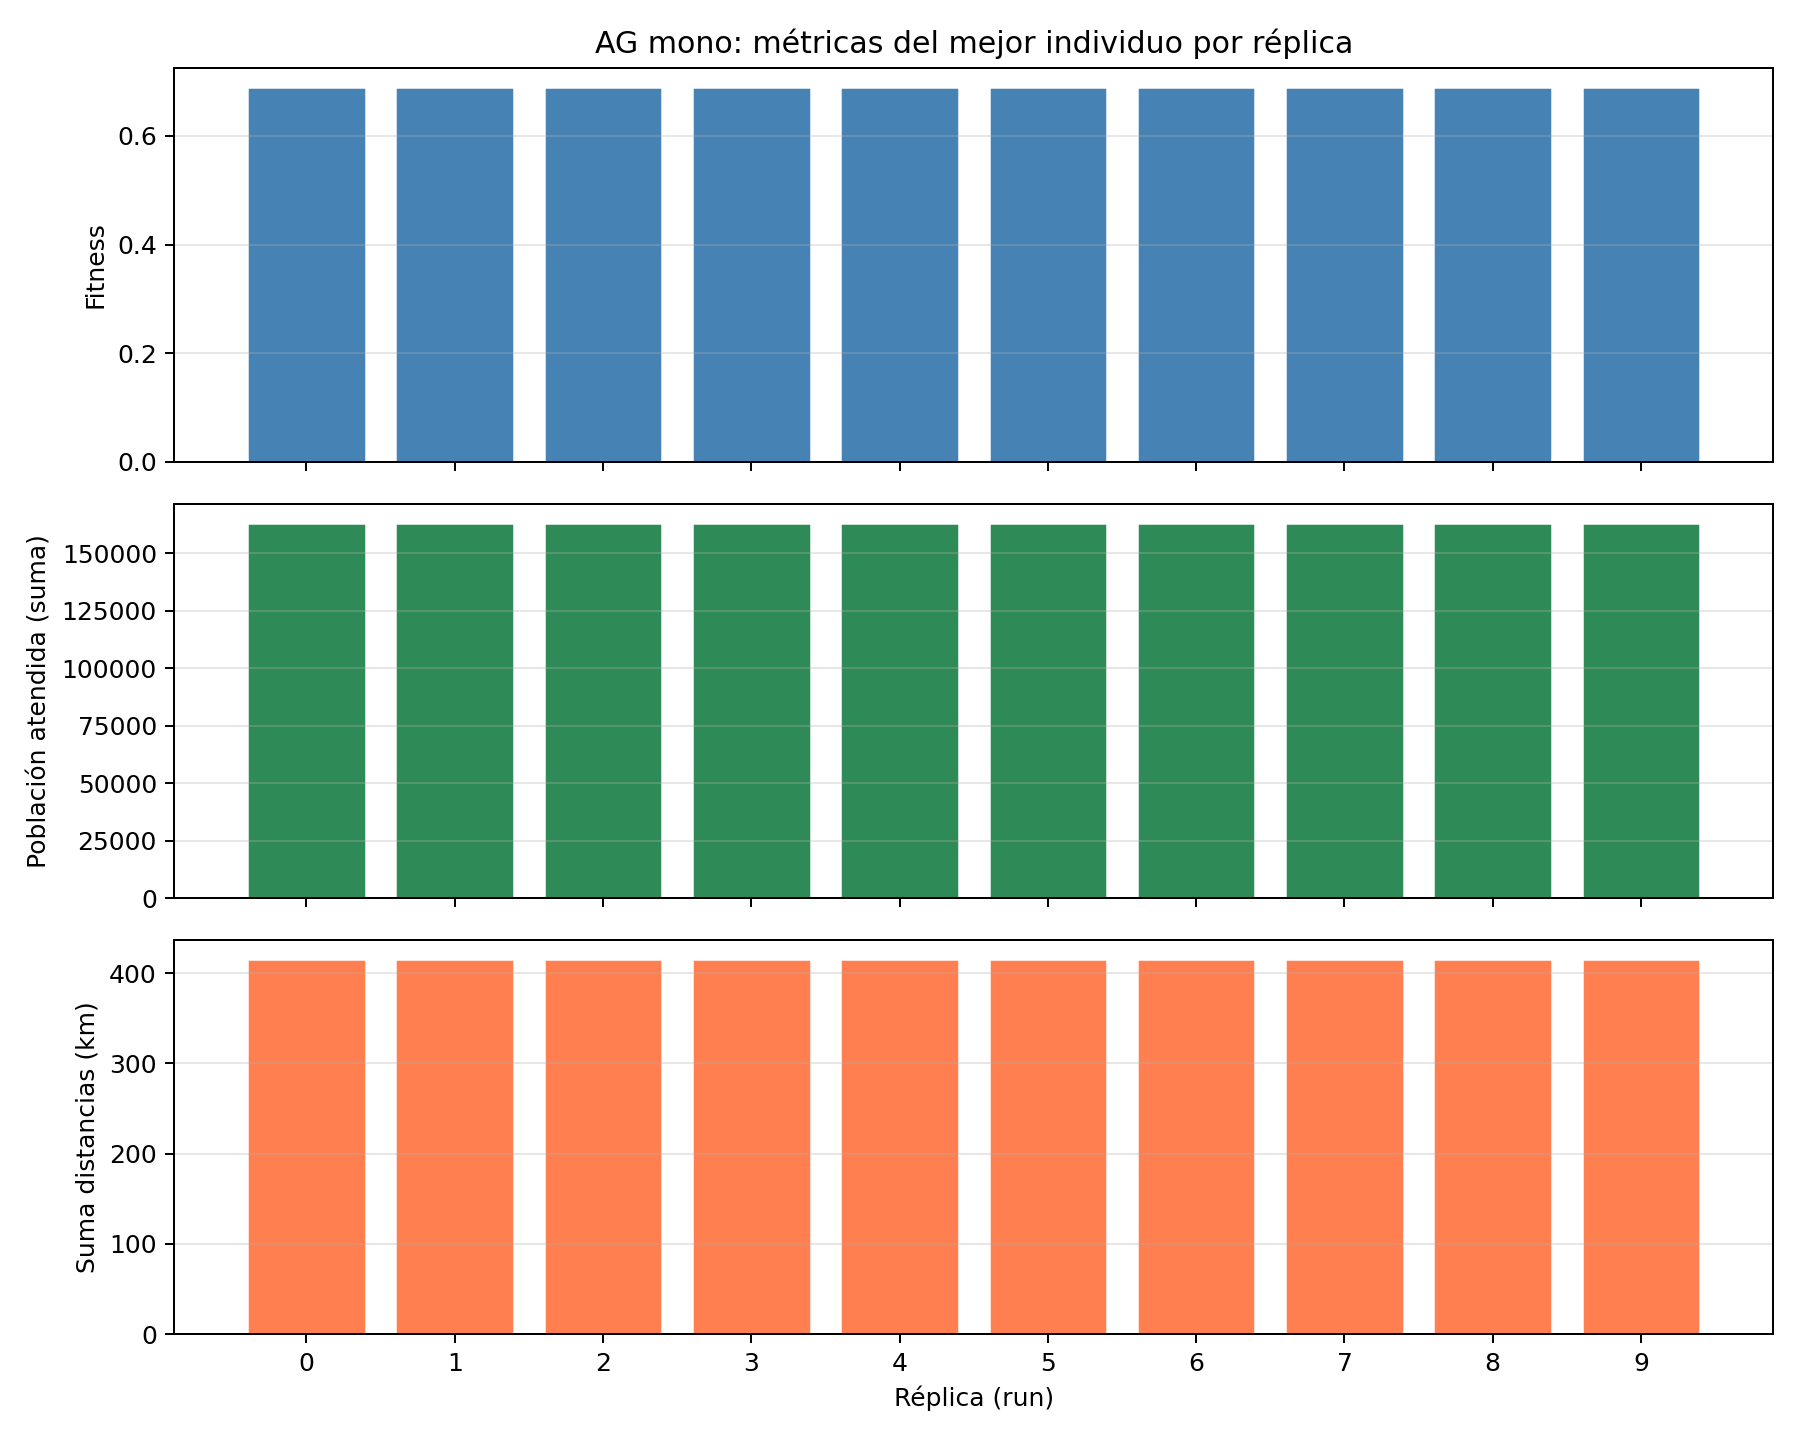 AG mono: métricas del mejor individuo por réplica
Fitness
0.6
0.4
0.2
0.0
Población atendida (suma)
150000
125000
100000
75000
50000
25000
0
Suma distancias (km)
400
300
200
100
0
0 1 2 3 4 5 6 7 8 9
Réplica (run)